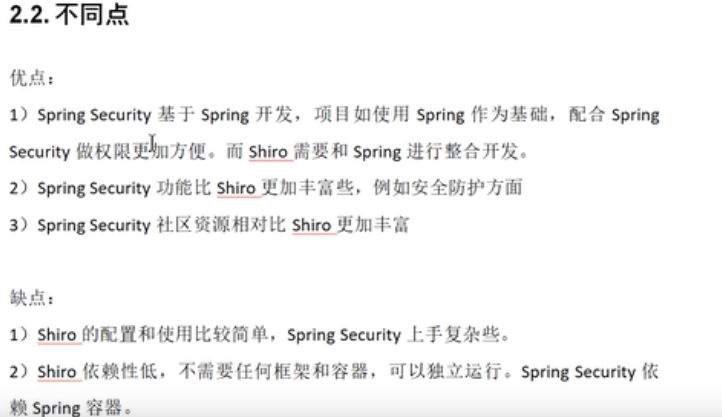 2.2. 不同点
优点：
1）Spring Security 基于 Spring 开发，项目如使用 Spring 作为基础，配合 Spring
Security 做权限更加方便。而 Shiro 需要和 Spring 进行整合开发。
2）Spring Security 功能比 Shiro 更加丰富些，例如安全防护方面
3）Spring Security 社区资源相对比 Shiro 更加丰富
缺点：
1）Shiro 的配置和使用比较简单，Spring Security 上手复杂些。
2）Shiro 依赖性低，不需要任何框架和容器，可以独立运行。Spring Security 依
赖 Spring 容器。